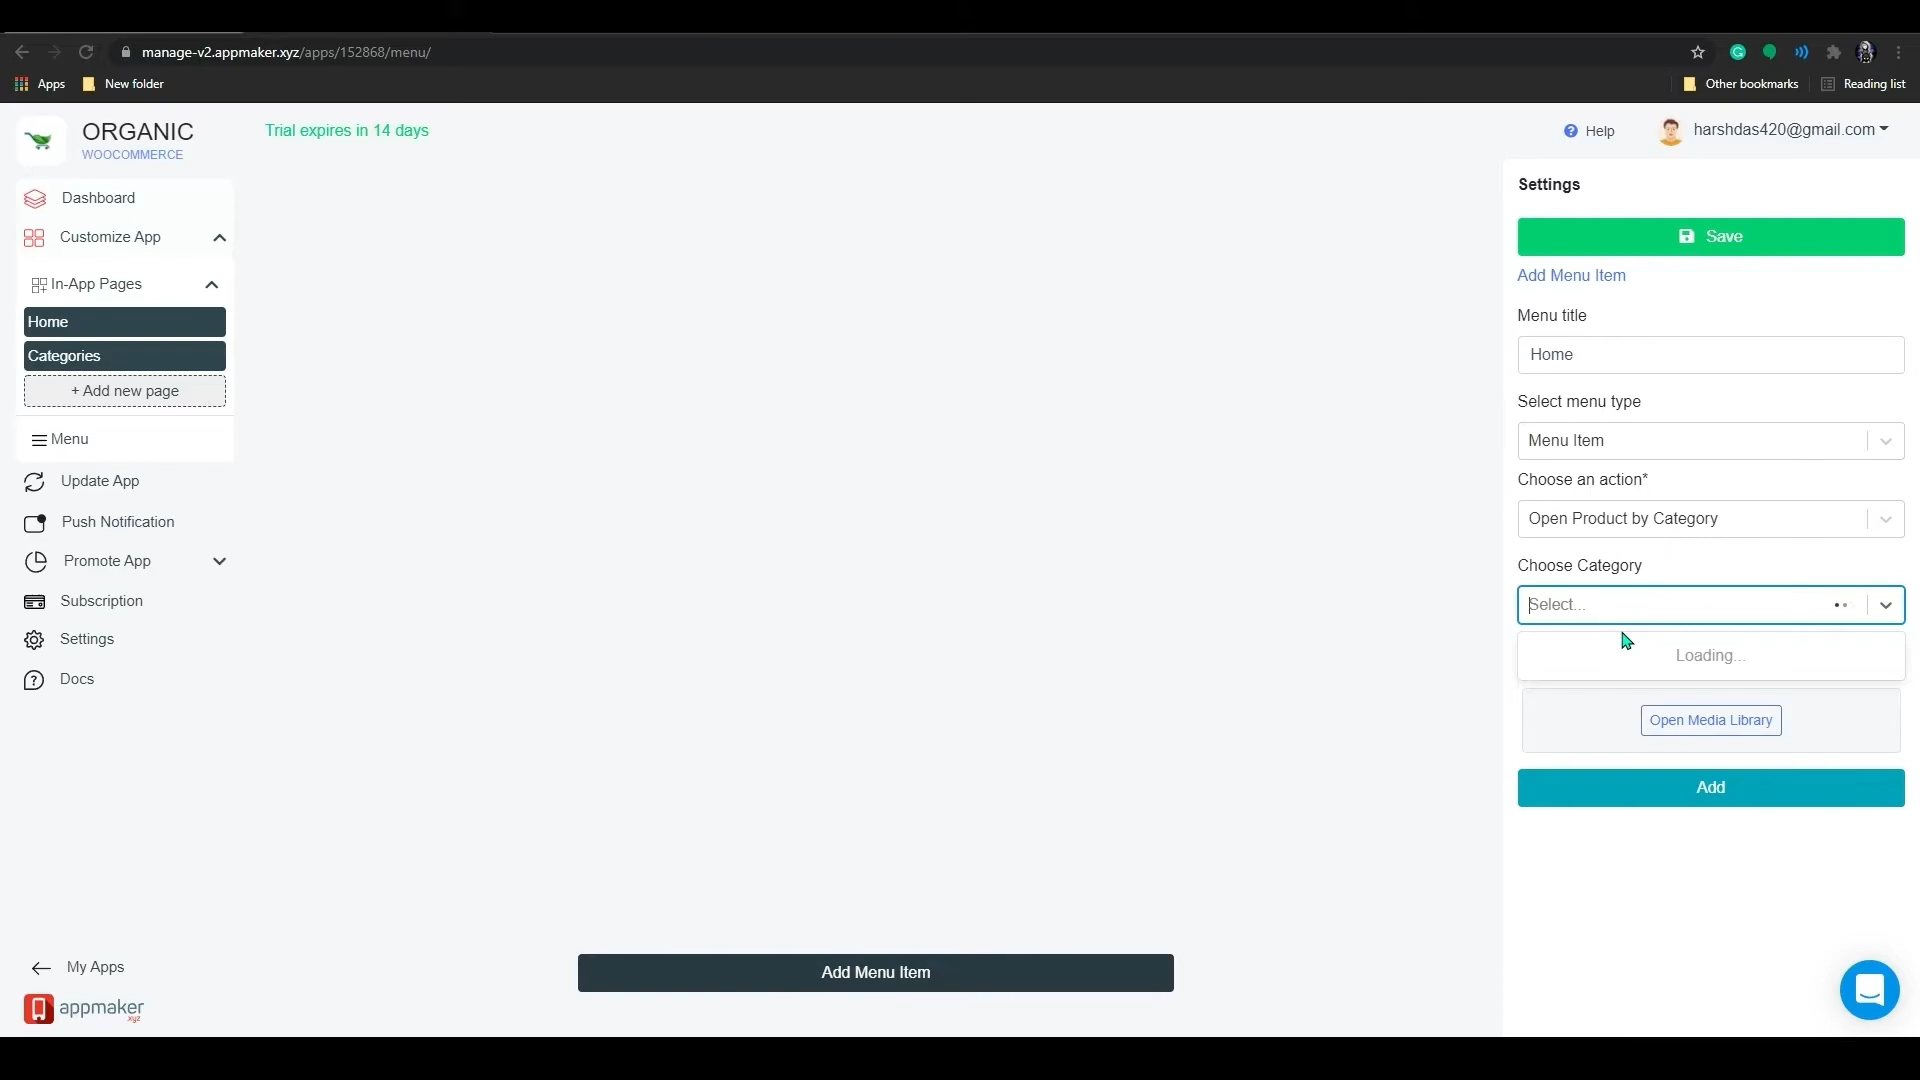 manage-v2.appmaker.xyz/apps/152868/menu/
Apps
New folder
Other bookmarks
Reading list
ORGANIC
WOOCOMMERCE
Trial expires in 14 days
Help
harshdas420@gmail.com
Dashboard
Customize App
In-App Pages
Home
Categories
+ Add new page
Menu
Update App
Push Notification
Promote App
Subscription
Settings
Docs
My Apps
appmaker
xyz
Add Menu Item
Settings
Save
Add Menu Item
Menu title
Home
Select menu type
Menu Item
Choose an action*
Open Product by Category
Choose Category
Select...
Loading...
Open Media Library
Add